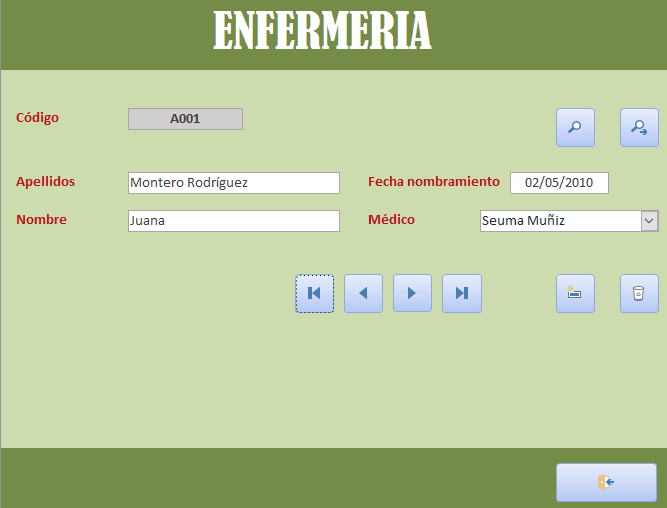 ENFERMERIA
Código A001
Apellidos Montero Rodríguez Fecha nombramiento 02/05/2010
Nombre Juana Médico Seuma Muñiz